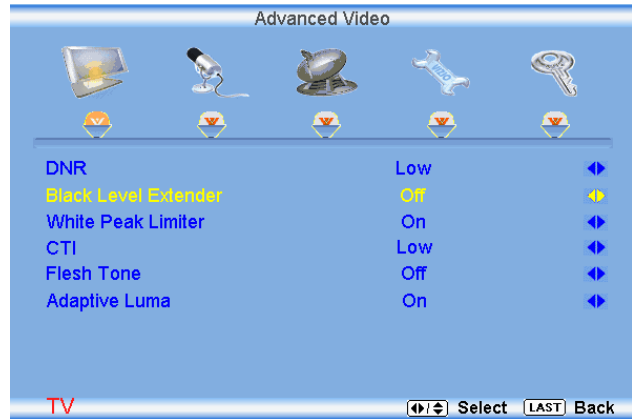 Advanced Video
DNR Low
Black Level Extender Off
White Peak Limiter On
CTI Low
Flesh Tone Off
Adaptive Luma On
TV Select LAST Back